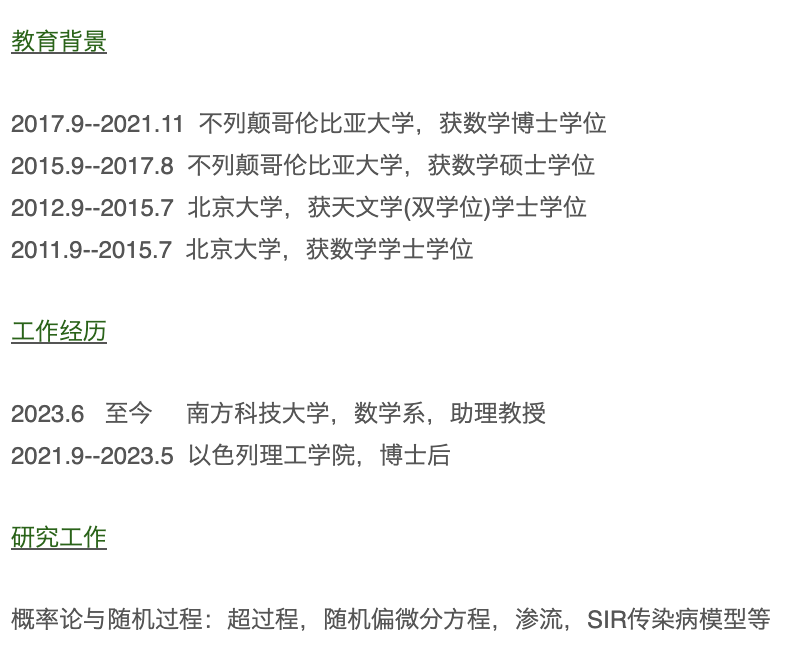 教育背景
2017.9--2021.11 不列颠哥伦比亚大学，获数学博士学位
2015.9--2017.8 不列颠哥伦比亚大学，获数学硕士学位
2012.9--2015.7 北京大学，获天文学(双学位)学士学位
2011.9--2015.7 北京大学，获数学学士学位
工作经历
2023.6 至今 南方科技大学，数学系，助理教授
2021.9--2023.5 以色列理工学院，博士后
研究工作
概率论与随机过程：超过程，随机偏微分方程，渗流，SIR传染病模型等